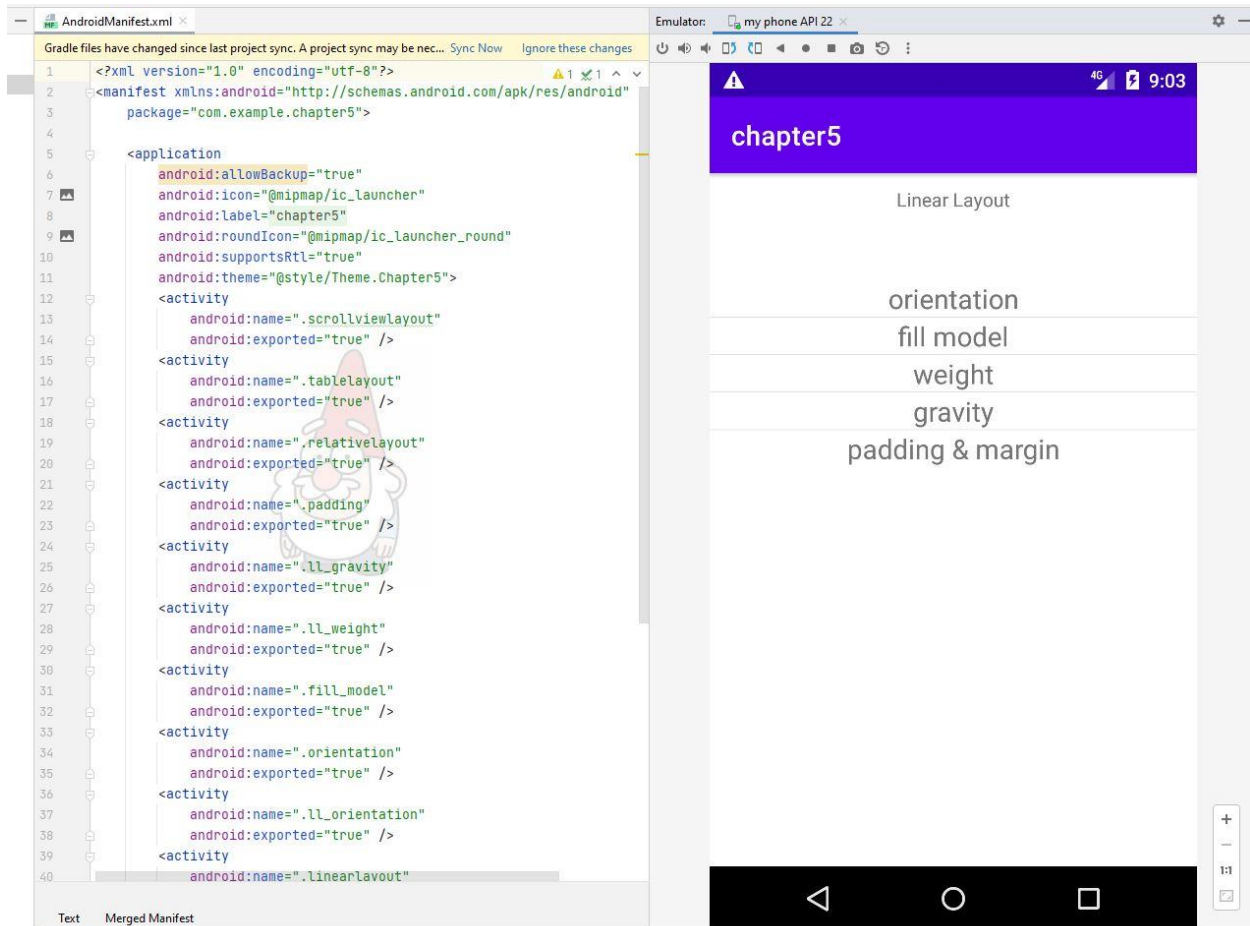 AndroidManifest.xml
Gradle files have changed since last project sync. A project sync may be nec... Sync Now Ignore these changes
1 <?xml version="1.0" encoding="utf-8"?>
1 1
2 <manifest xmlns:android="http://schemas.android.com/apk/res/android"
3 package="com.example.chapter5">
4
5 <application
6 android:allowBackup="true"
7 android:icon="@mipmap/ic_launcher"
8 android:label="chapter5"
9 android:roundIcon="@mipmap/ic_launcher_round"
10 android:supportsRtl="true"
11 android:theme="@style/Theme.Chapter5">
12 <activity
13 android:name=".scrollviewlayout"
14 android:exported="true" />
15 <activity
16 android:name=".tablelayout"
17 android:exported="true" />
18 <activity
19 android:name=".relativelayout"
20 android:exported="true" />
21 <activity
22 android:name=".padding"
23 android:exported="true" />
24 <activity
25 android:name=".ll_gravity"
26 android:exported="true" />
27 <activity
28 android:name=".ll_weight"
29 android:exported="true" />
30 <activity
31 android:name=".fill_model"
32 android:exported="true" />
33 <activity
34 android:name=".orientation"
35 android:exported="true" />
36 <activity
37 android:name=".ll_orientation"
38 android:exported="true" />
39 <activity
40 android:name=".linearlayout"
Text Merged Manifest
Emulator: my phone API 22
4G 9:03
chapter5
Linear Layout
orientation
fill model
weight
gravity
padding & margin
1:1